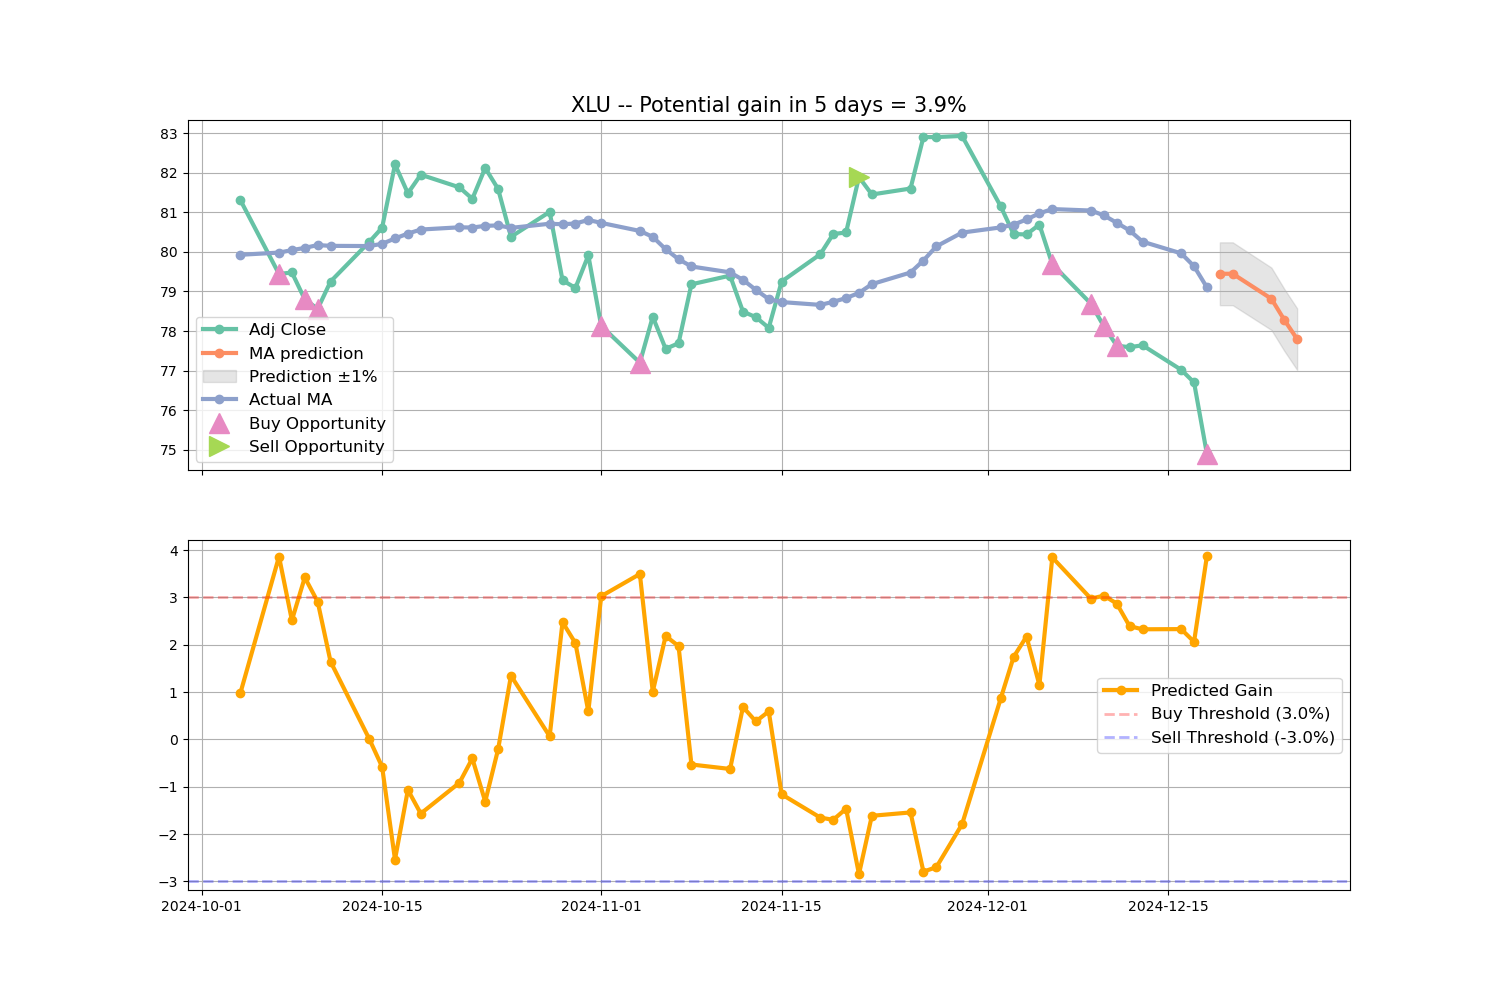 XLU -- Potential gain in 5 days = 3.9%
83
82
81
80
79
78
77
76
75
Adj Close
MA prediction
Prediction ±1%
Actual MA
Buy Opportunity
Sell Opportunity
4
3
2
1
0
−1
−2
−3
Predicted Gain
Buy Threshold (3.0%)
Sell Threshold (-3.0%)
2024-10-01 2024-10-15 2024-11-01 2024-11-15 2024-12-01 2024-12-15